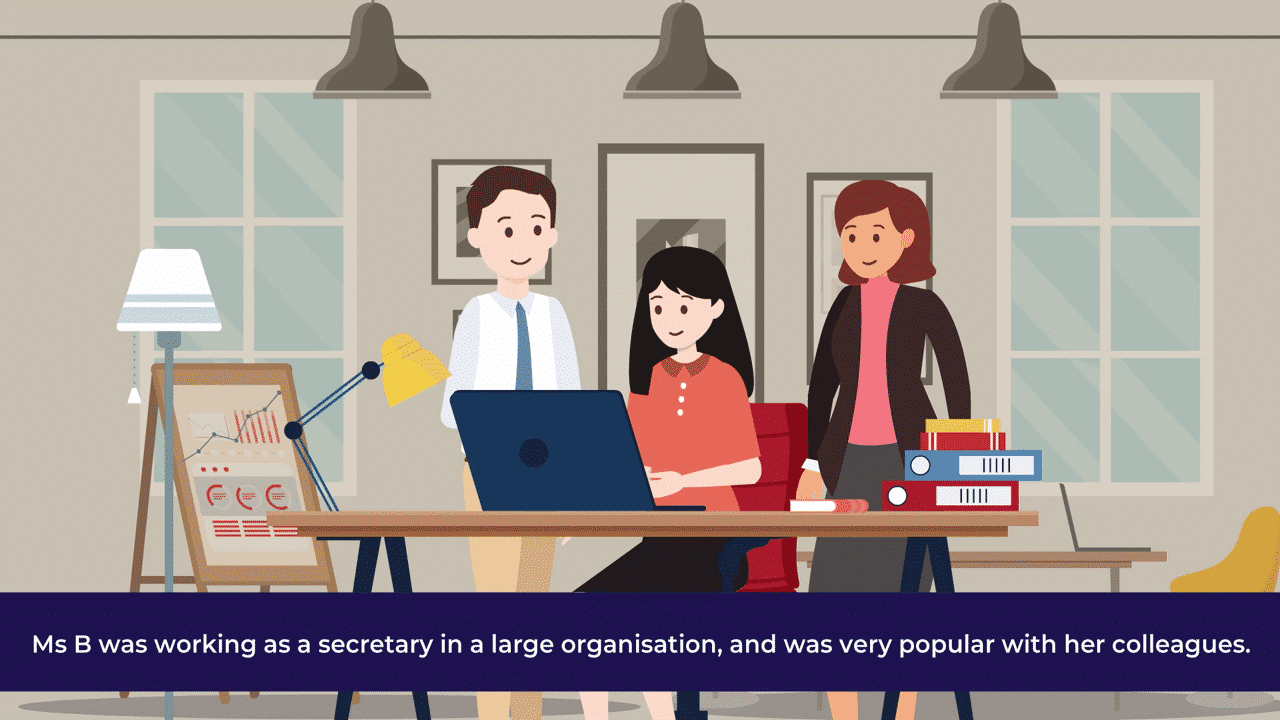 Ms B was working as a secretary in a large organisation, and was very popular with her colleagues.